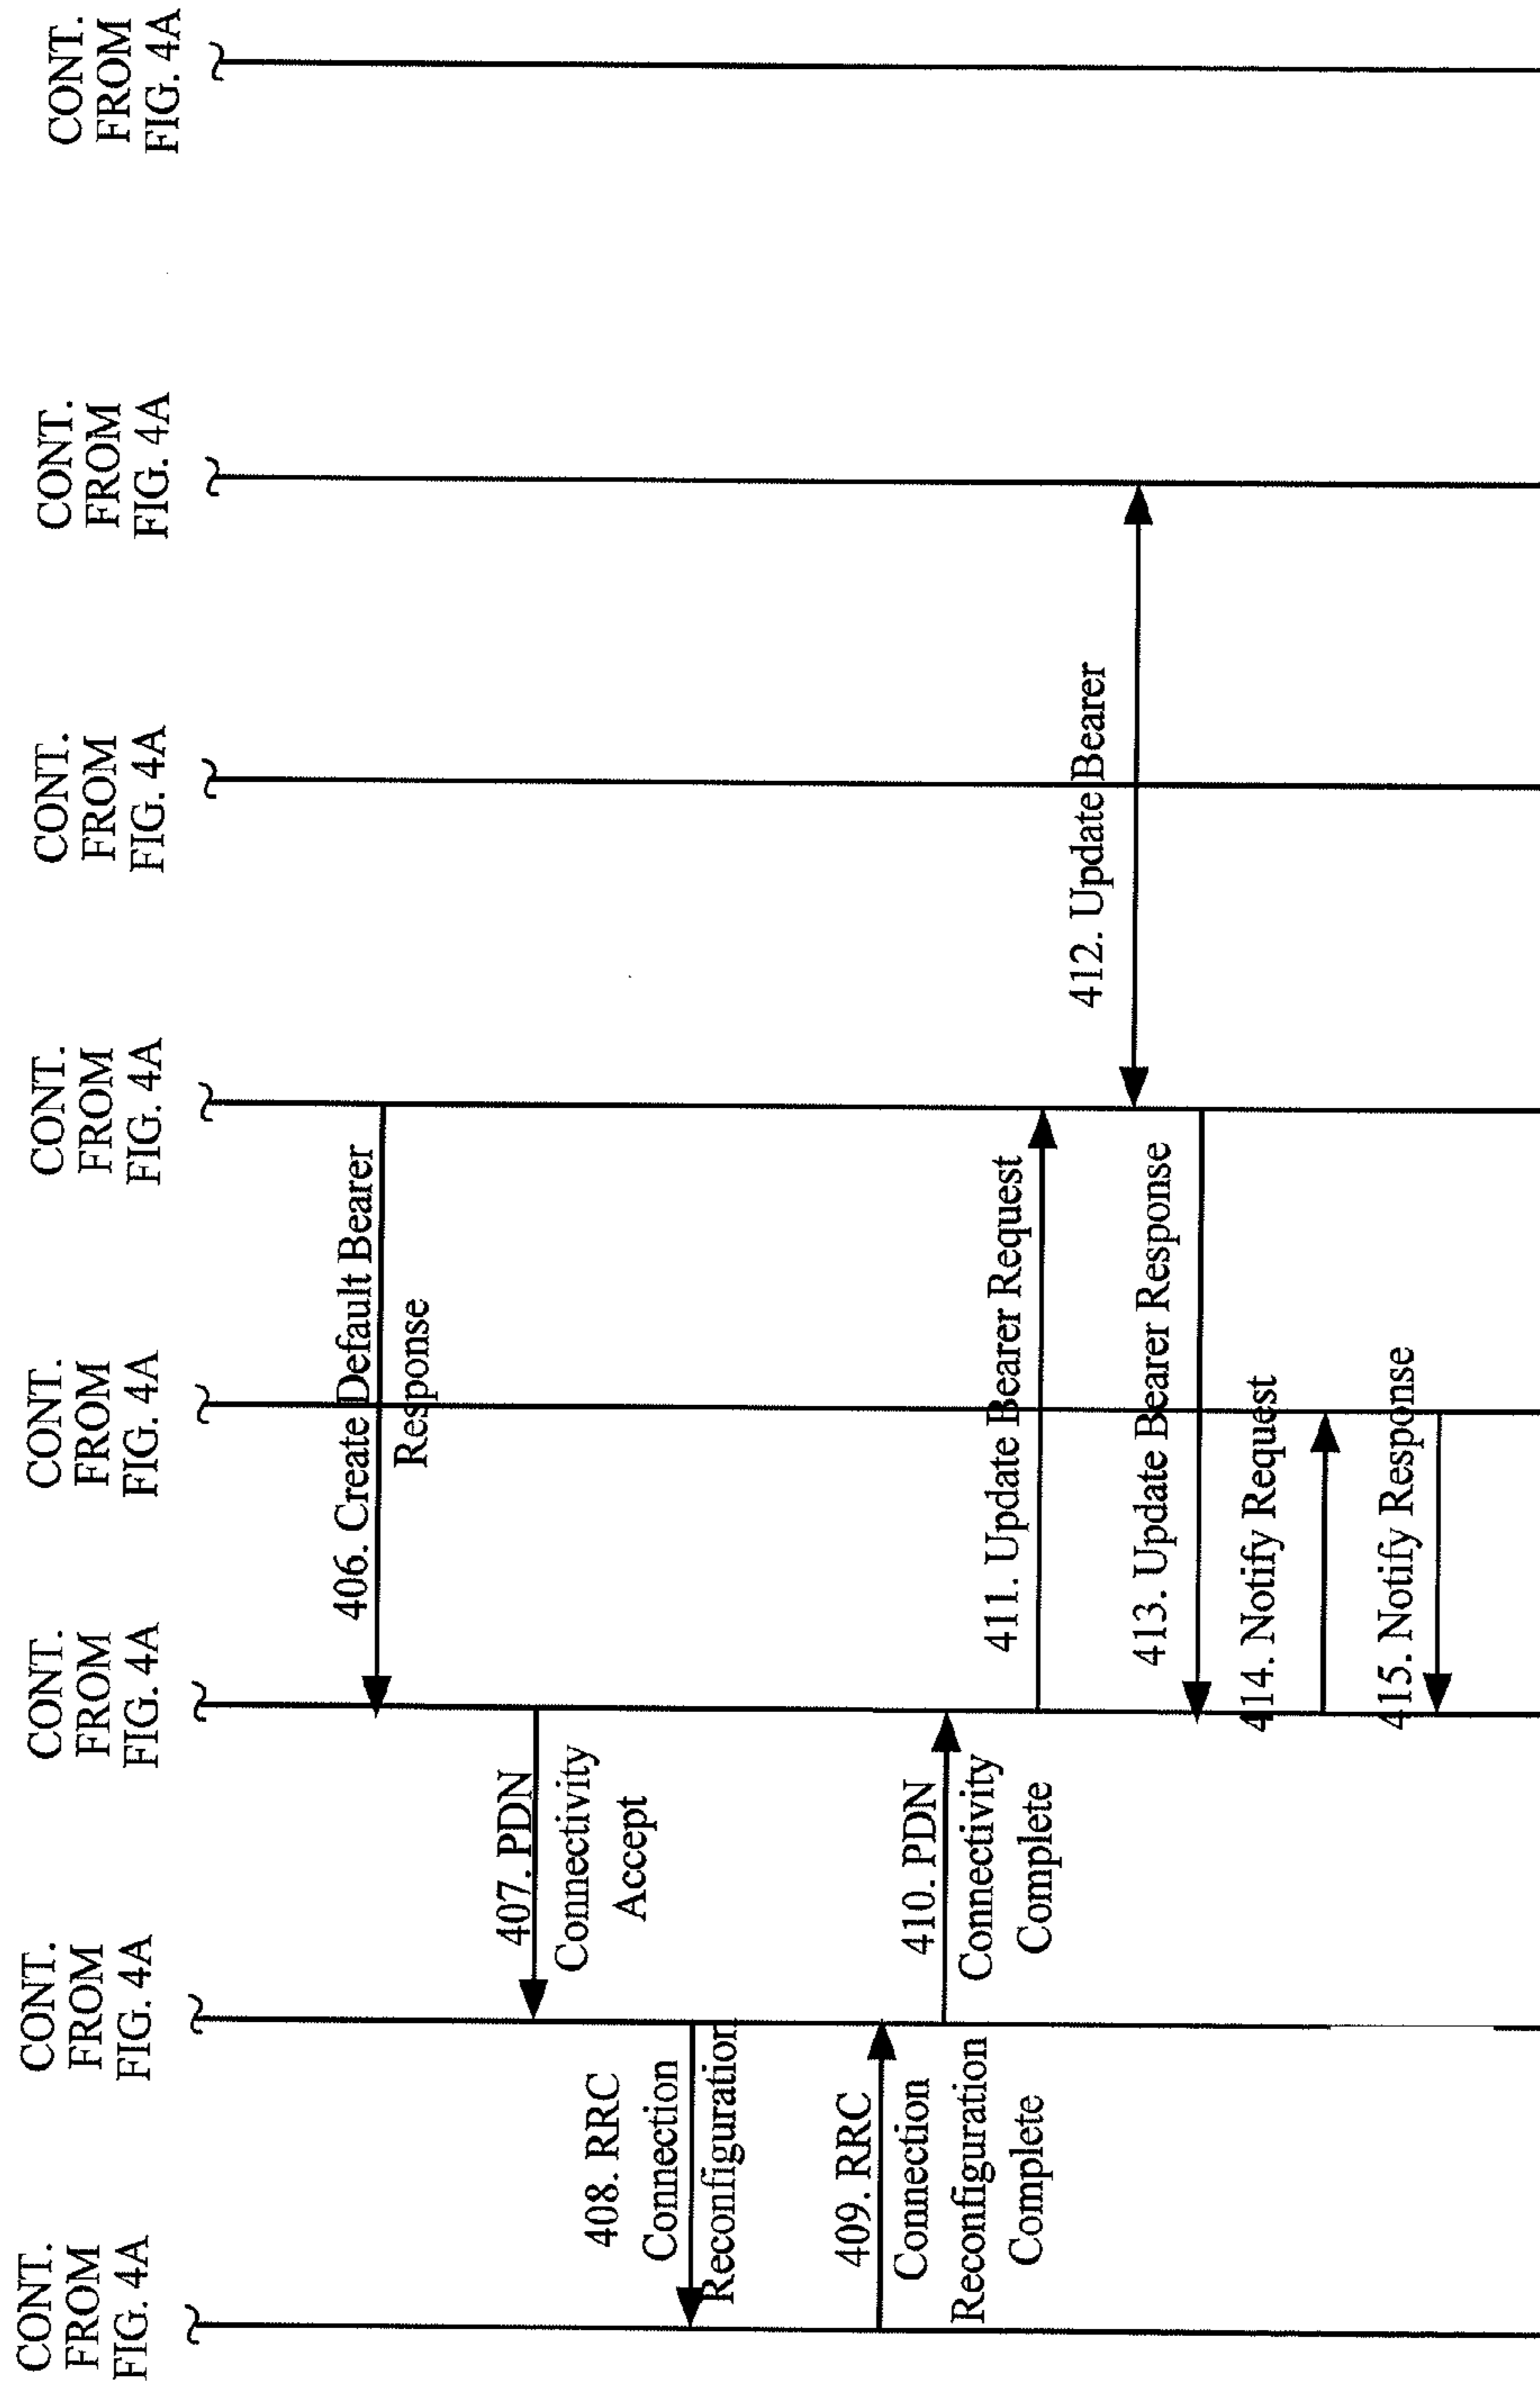 CONT.
FROM
FIG. 4A
CONT.
FROM
FIG. 4A
CONT.
FROM
FIG. 4A
CONT.
FROM
FIG. 4A
CONT.
FROM
FIG. 4A
CONT.
FROM
FIG. 4A
CONT.
FROM
FIG. 4A
CONT.
FROM
FIG. 4A
406. Create Default Bearer
Response
407. PDN
Connectivity
Accept
408. RRC
Connection
Reconfiguration
409. RRC
Connection
Reconfiguration
Complete
410. PDN
Connectivity
Complete
411. Update Bearer Request
412. Update Bearer
413. Update Bearer Response
414. Notify Request
415. Notify Response